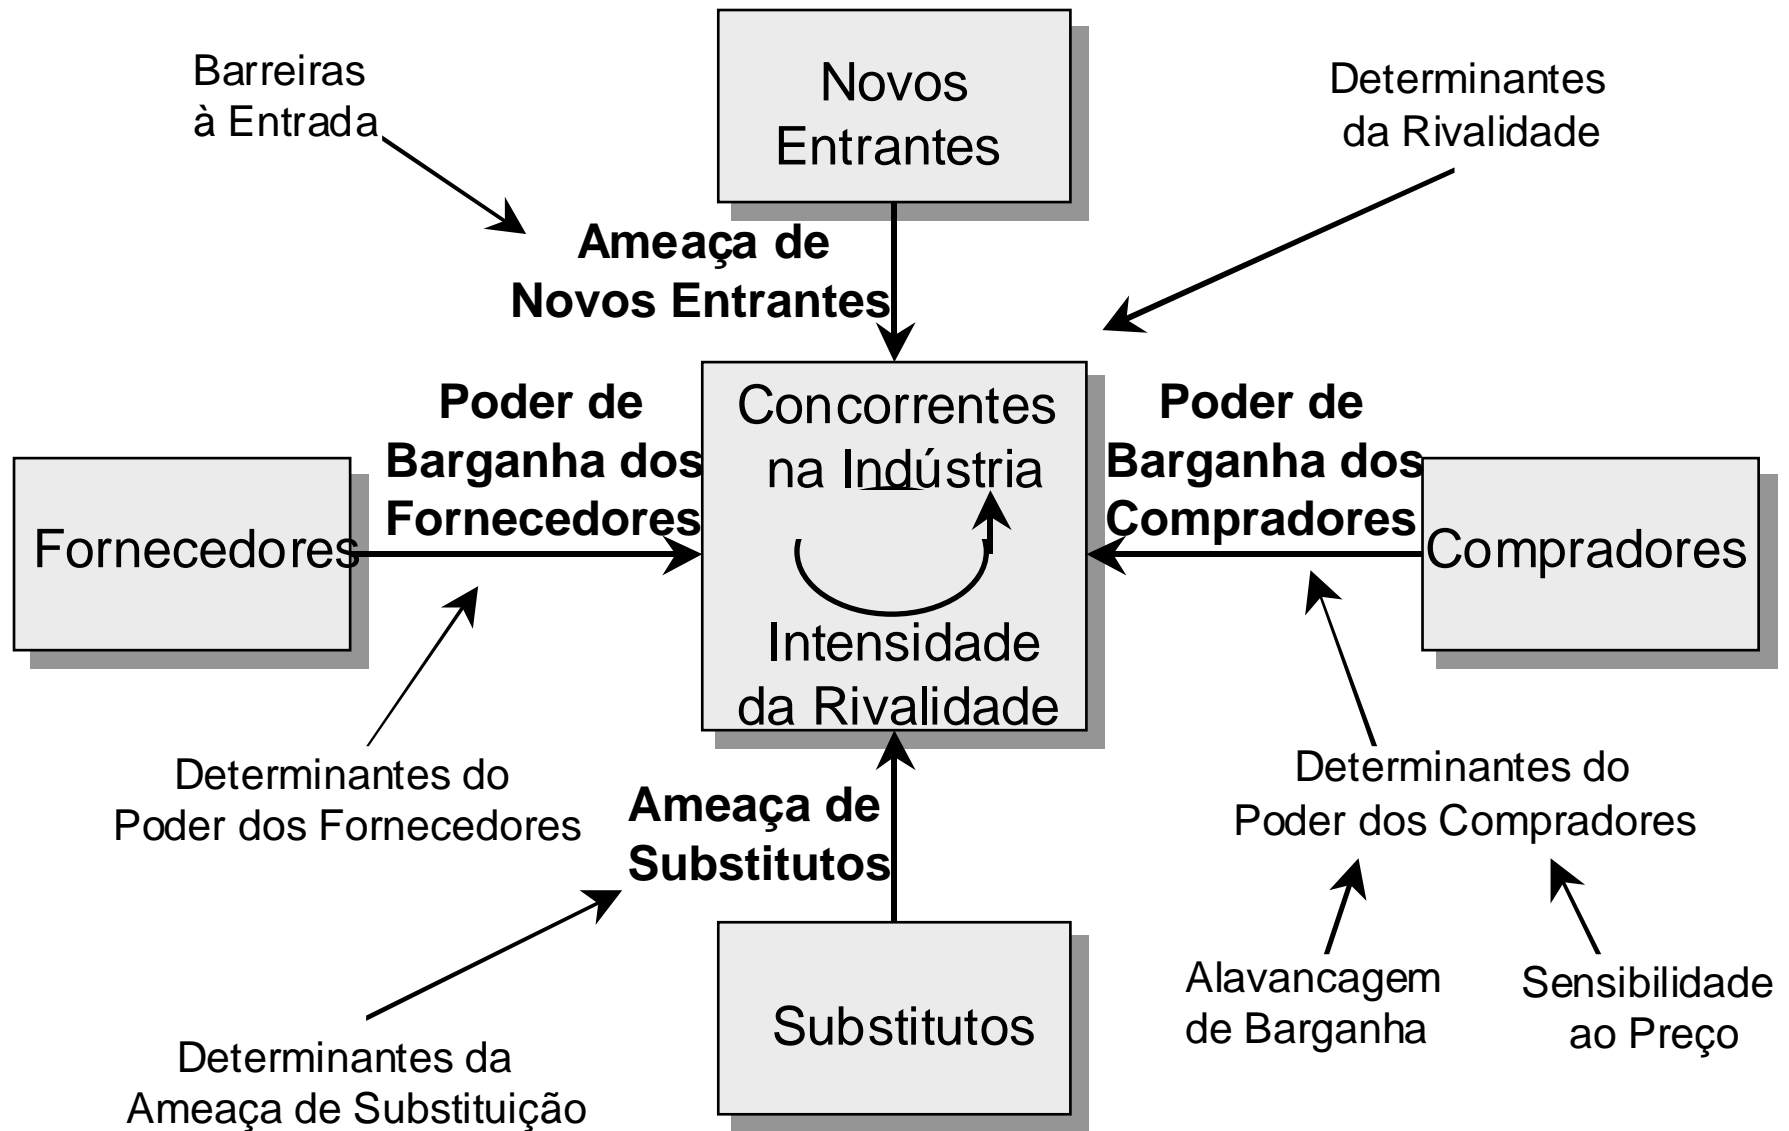 Barreiras
à Entrada
Novos
Entrantes
Determinantes
da Rivalidade
Ameaça de
Novos Entrantes
Poder de
Barganha dos
Fornecedores
Concorrentes
na Indústria
Poder de
Barganha dos
Compradores
Fornecedores
Compradores
Intensidade
da Rivalidade
Determinantes do
Poder dos Fornecedores
Ameaça de
Substitutos
Determinantes do
Poder dos Compradores
Alavancagem
de Barganha
Sensibilidade
ao Preço
Substitutos
Determinantes da
Ameaça de Substituição